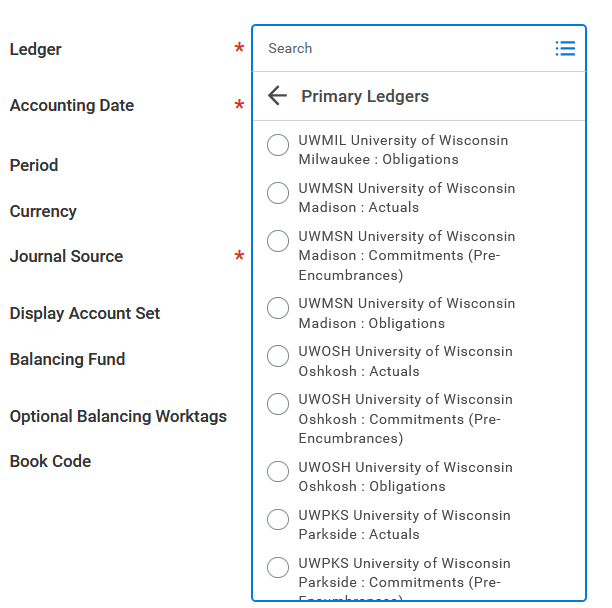 Ledger *
Search
Accounting Date *
Primary Ledgers
Period
Currency
Journal Source *
Display Account Set
Balancing Fund
Optional Balancing Worktags
Book Code
UWMIL University of Wisconsin
Milwaukee : Obligations
UWMSN University of Wisconsin
Madison : Actuals
UWMSN University of Wisconsin
Madison : Commitments (Pre-
Encumbrances)
UWMSN University of Wisconsin
Madison : Obligations
UWOSH University of Wisconsin
Oshkosh : Actuals
UWOSH University of Wisconsin
Oshkosh : Commitments (Pre-
Encumbrances)
UWOSH University of Wisconsin
Oshkosh : Obligations
UWPKS University of Wisconsin
Parkside : Actuals
UWPKS University of Wisconsin
Parkside : Commitments (Pre-
Encumbrances)